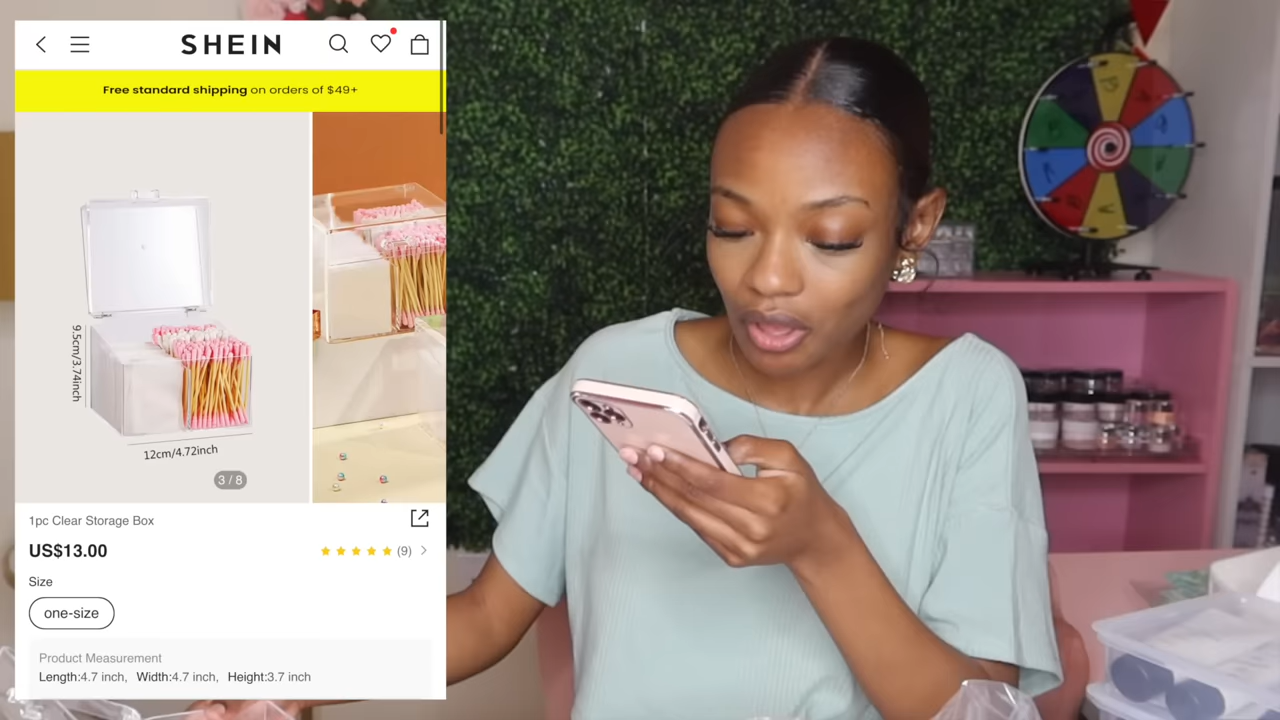 SHEIN
Free standard shipping on orders of $49+
9.5cm/3.74inch
12cm/4.72inch
3 / 8
1pc Clear Storage Box
US$13.00
(9)
Size
one-size
Product Measurement
Length:4.7 inch, Width:4.7 inch, Height:3.7 inch